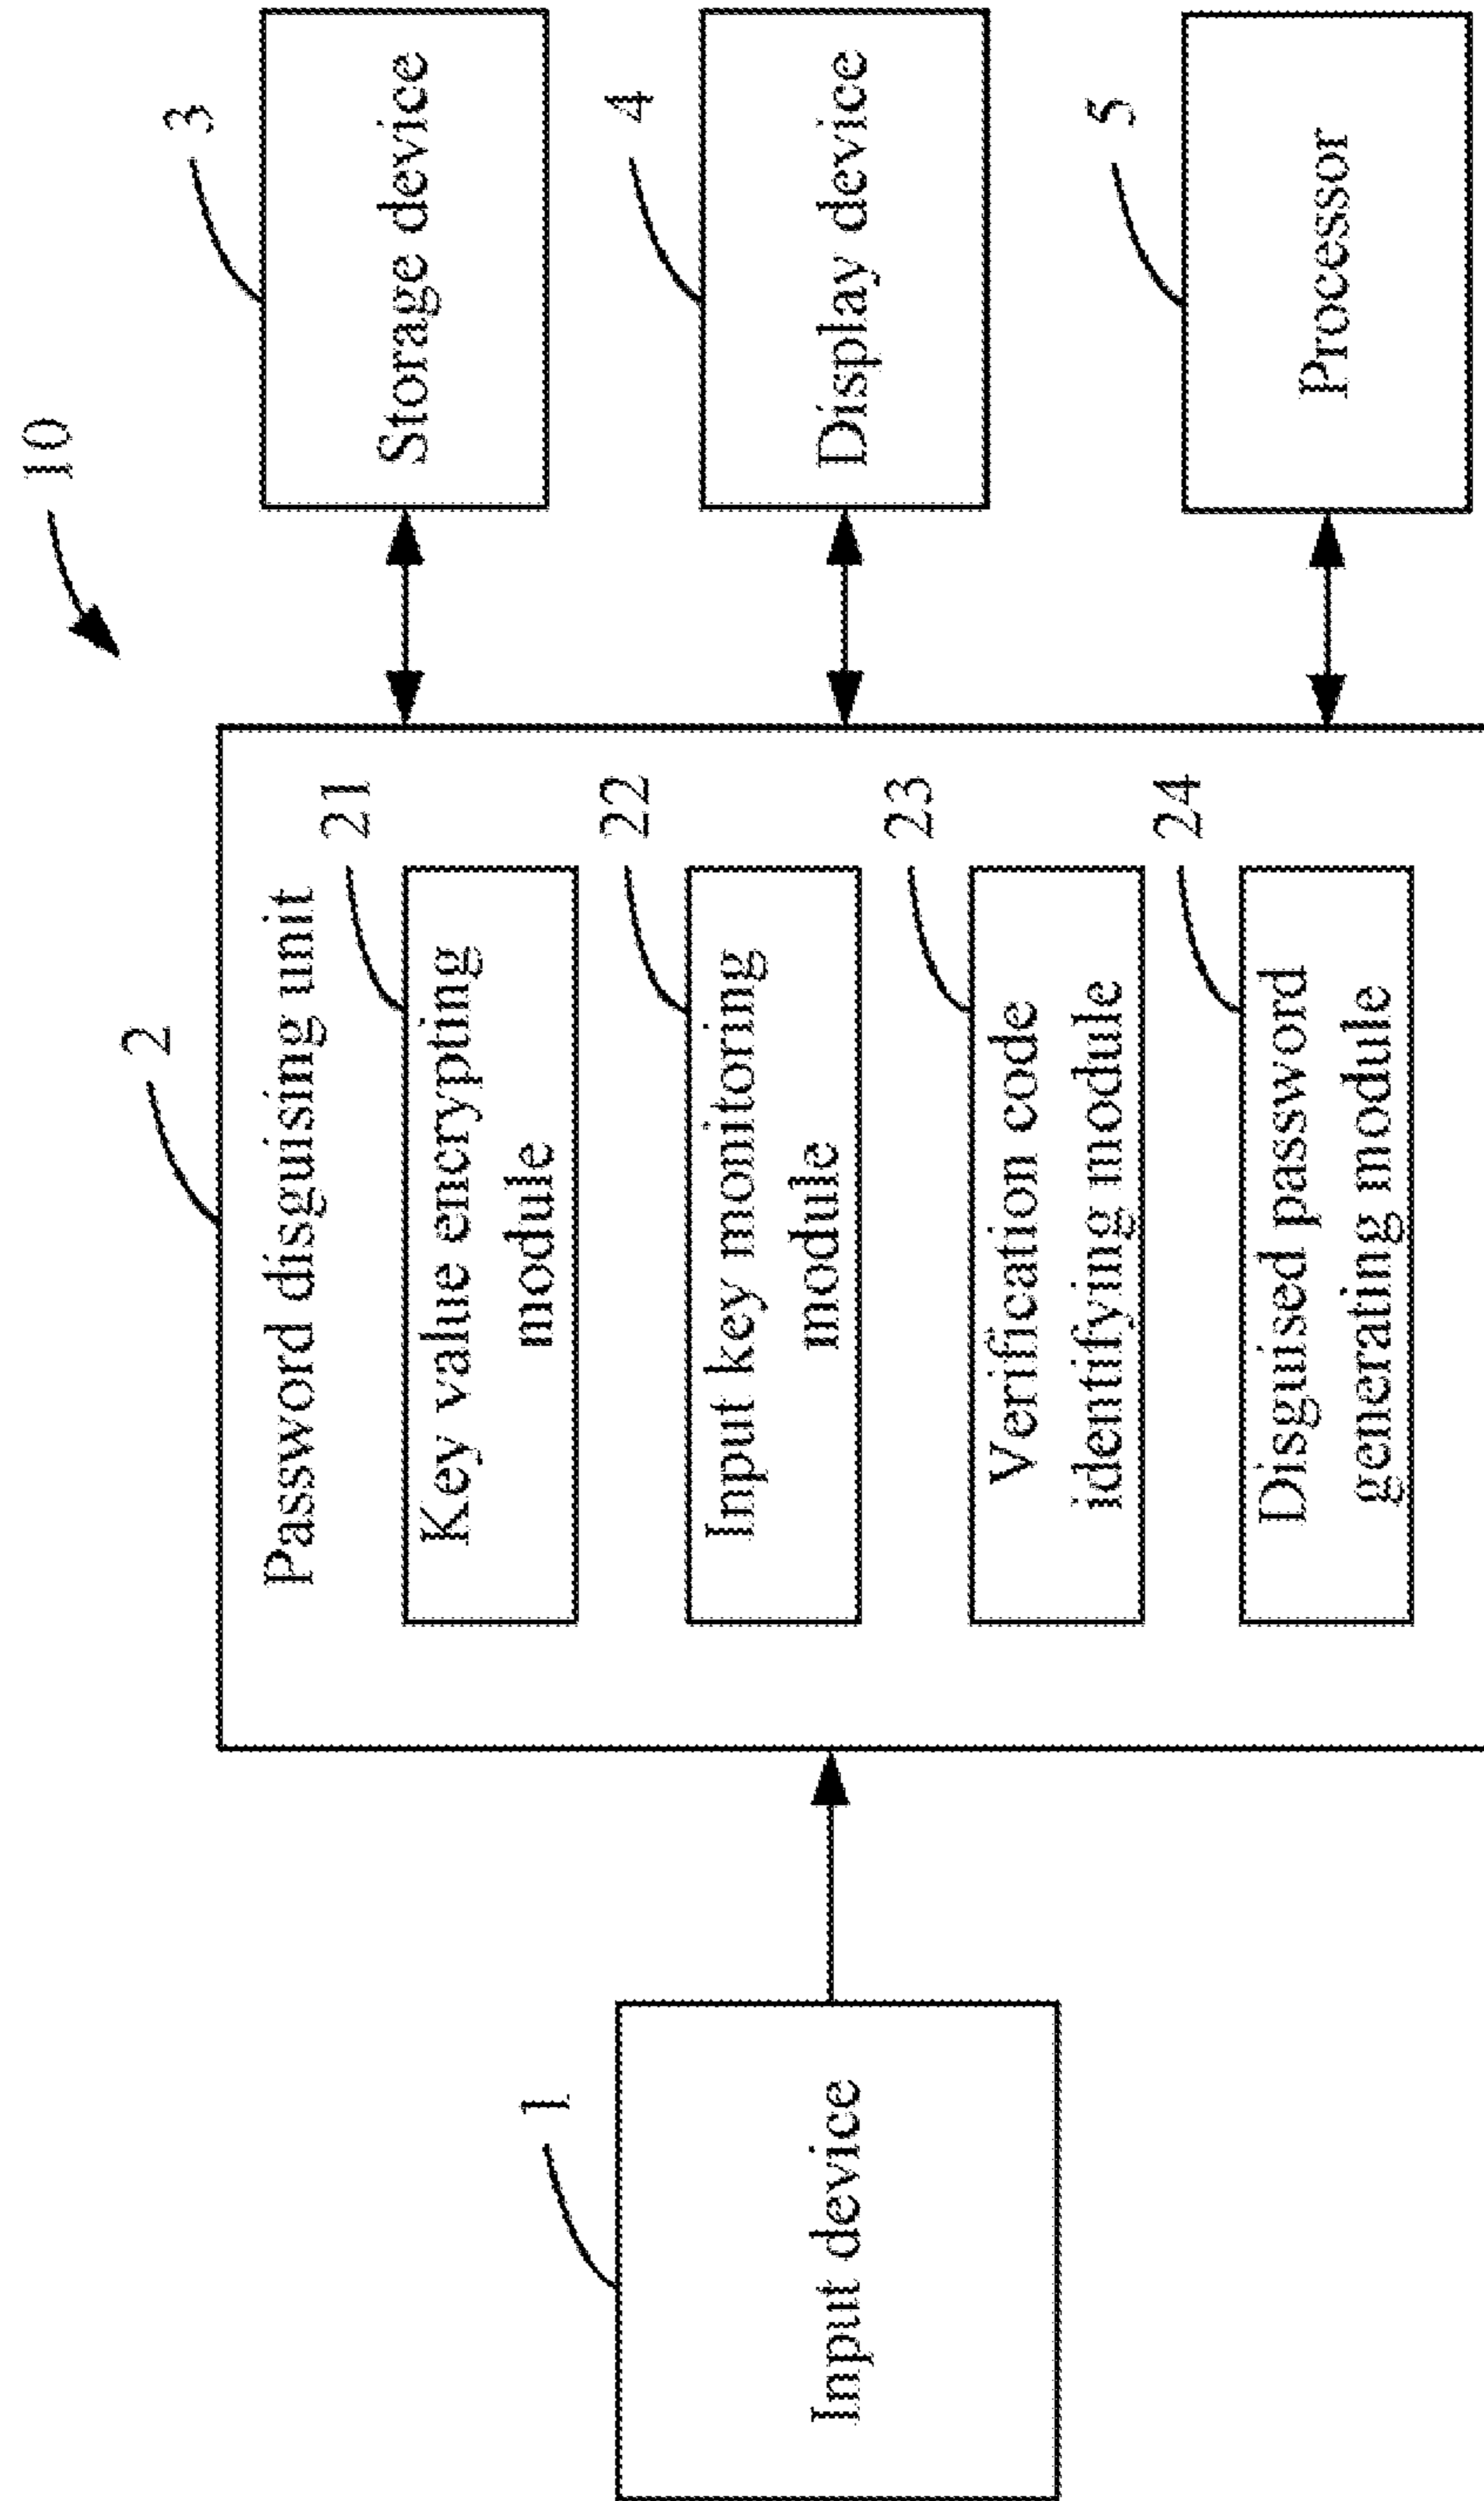 10
1
Input device
2
Password disguising unit
21
Key value encrypting
module
22
Input key monitoring
module
23
Verification code
identifying module
24
Disguised password
generating module
3
Storage device
4
Display device
5
Processor